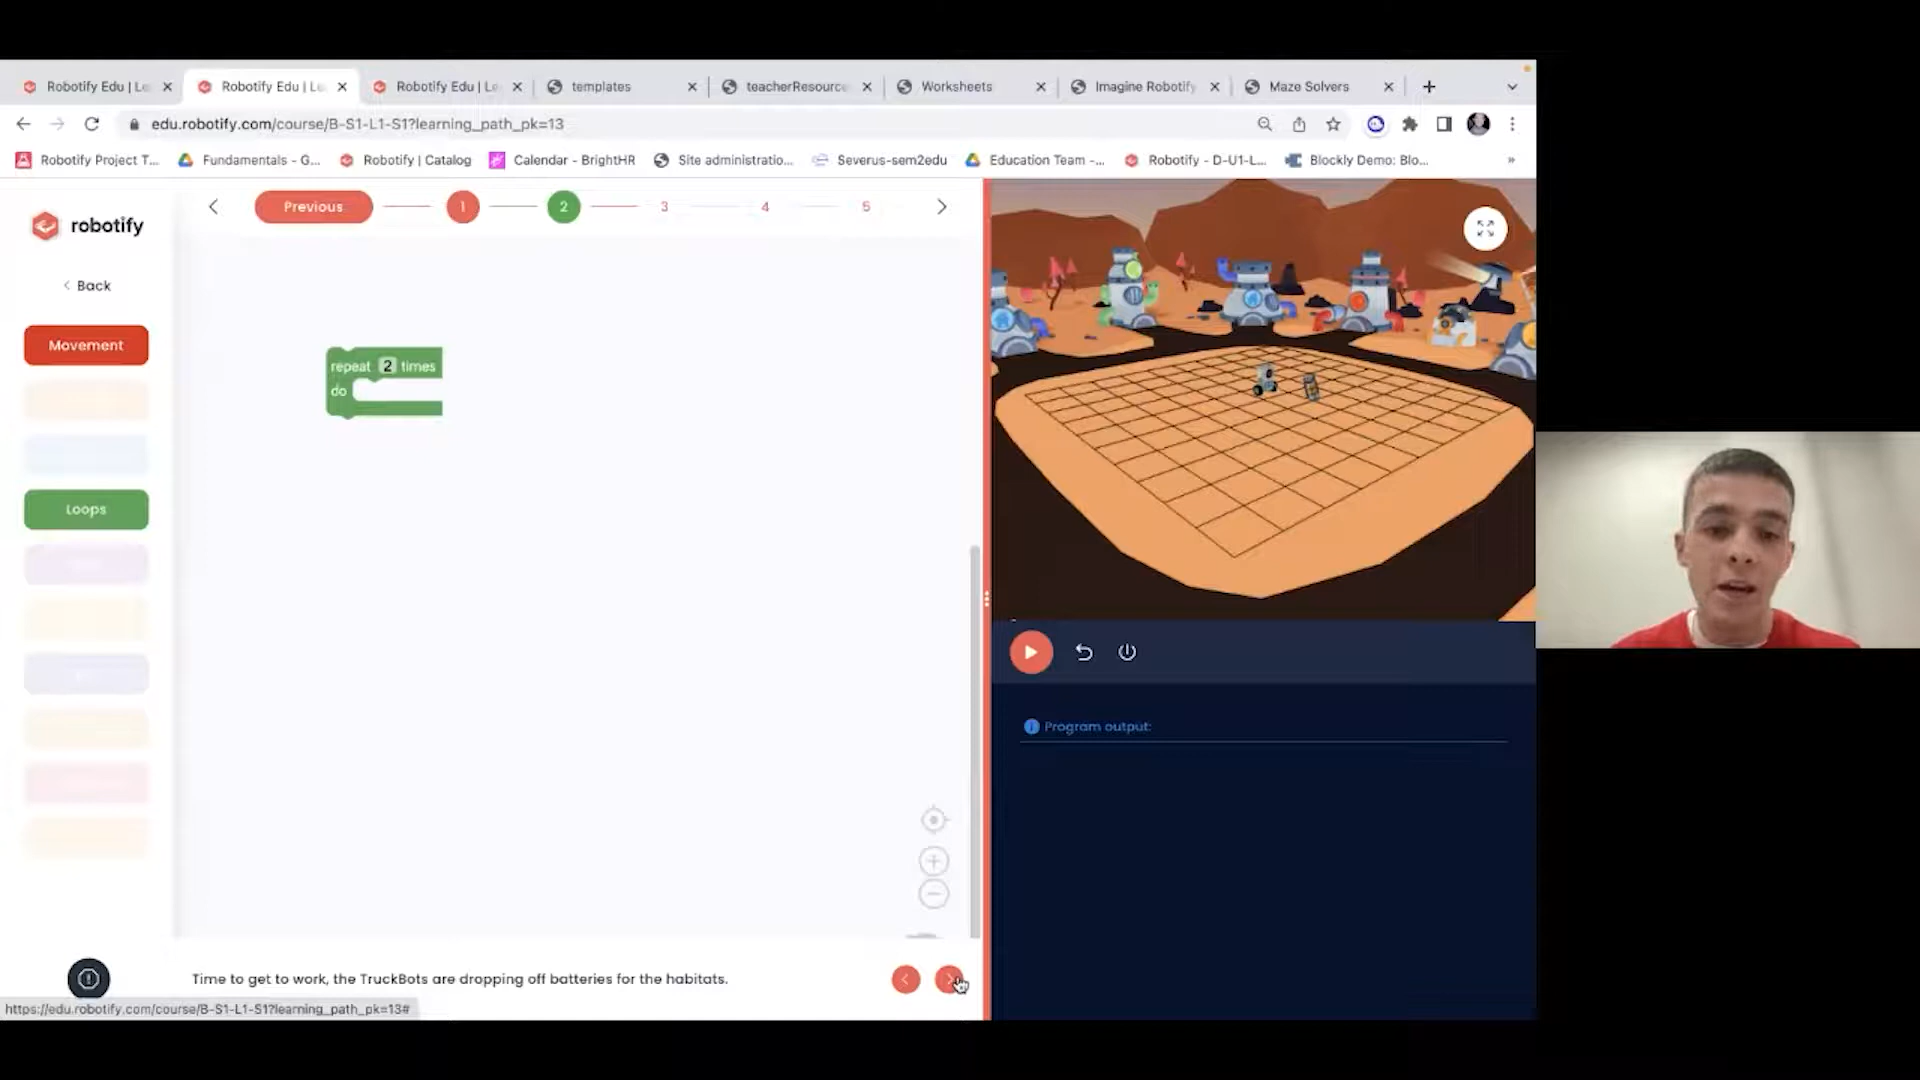 Robotify Edu | Le
Robotify Edu | Le
Robotify Edu | Le
templates
teacherResource
Worksheets
Imagine Robotify
Maze Solvers
edu.robotify.com/course/B-S1-L1-S1?learning_path_pk=13
Robotify Project T...
Fundamentals - G...
Robotify | Catalog
Calendar - BrightHR
Site administratio...
Severus-sem2edu
Education Team -...
Robotify - D-U1-L...
Blockly Demo: Blo...
»
Previous
1
2
3
4
5
robotify
Back
Movement
Loops
repeat 2 times
do
Program output:
Time to get to work, the TruckBots are dropping off batteries for the habitats.
https://edu.robotify.com/course/B-S1-L1-S1?learning_path_pk=13#